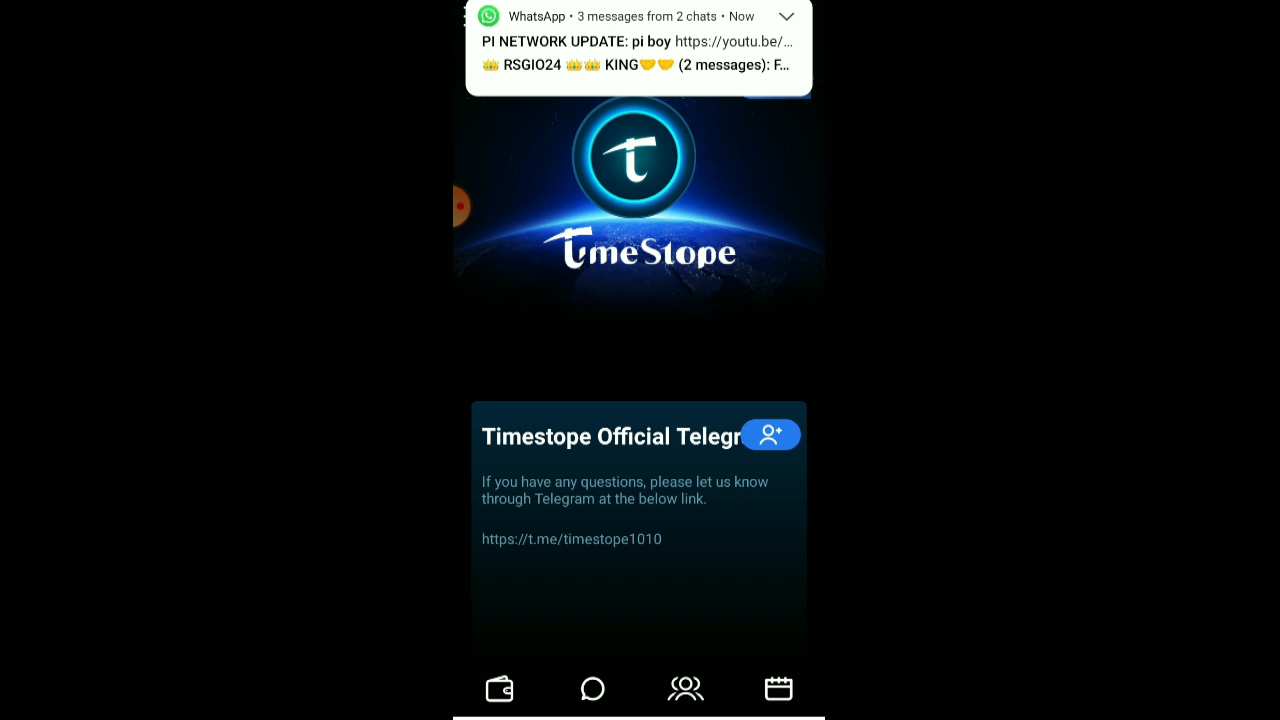 WhatsApp • 3 messages from 2 chats • Now
PI NETWORK UPDATE: pi boy https://youtu.be/...
👑 RSGIO24 👑👑 KING🤝🤝 (2 messages): F...
t
TimeStope
Timestope Official Telegr
If you have any questions, please let us know
through Telegram at the below link.
https://t.me/timestope1010